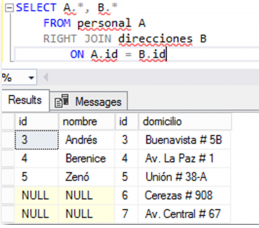 SELECT A.*, B.*
FROM personal A
RIGHT JOIN direcciones B
ON A.id = B.id
%
Results Messages
id nombre id domicilio
3 Andrés 3 Buenavista # 5B
4 Berenice 4 Av. La Paz # 1
5 Zenó 5 Unión # 38-A
NULL NULL 6 Cerezas # 908
NULL NULL 7 Av. Central # 67